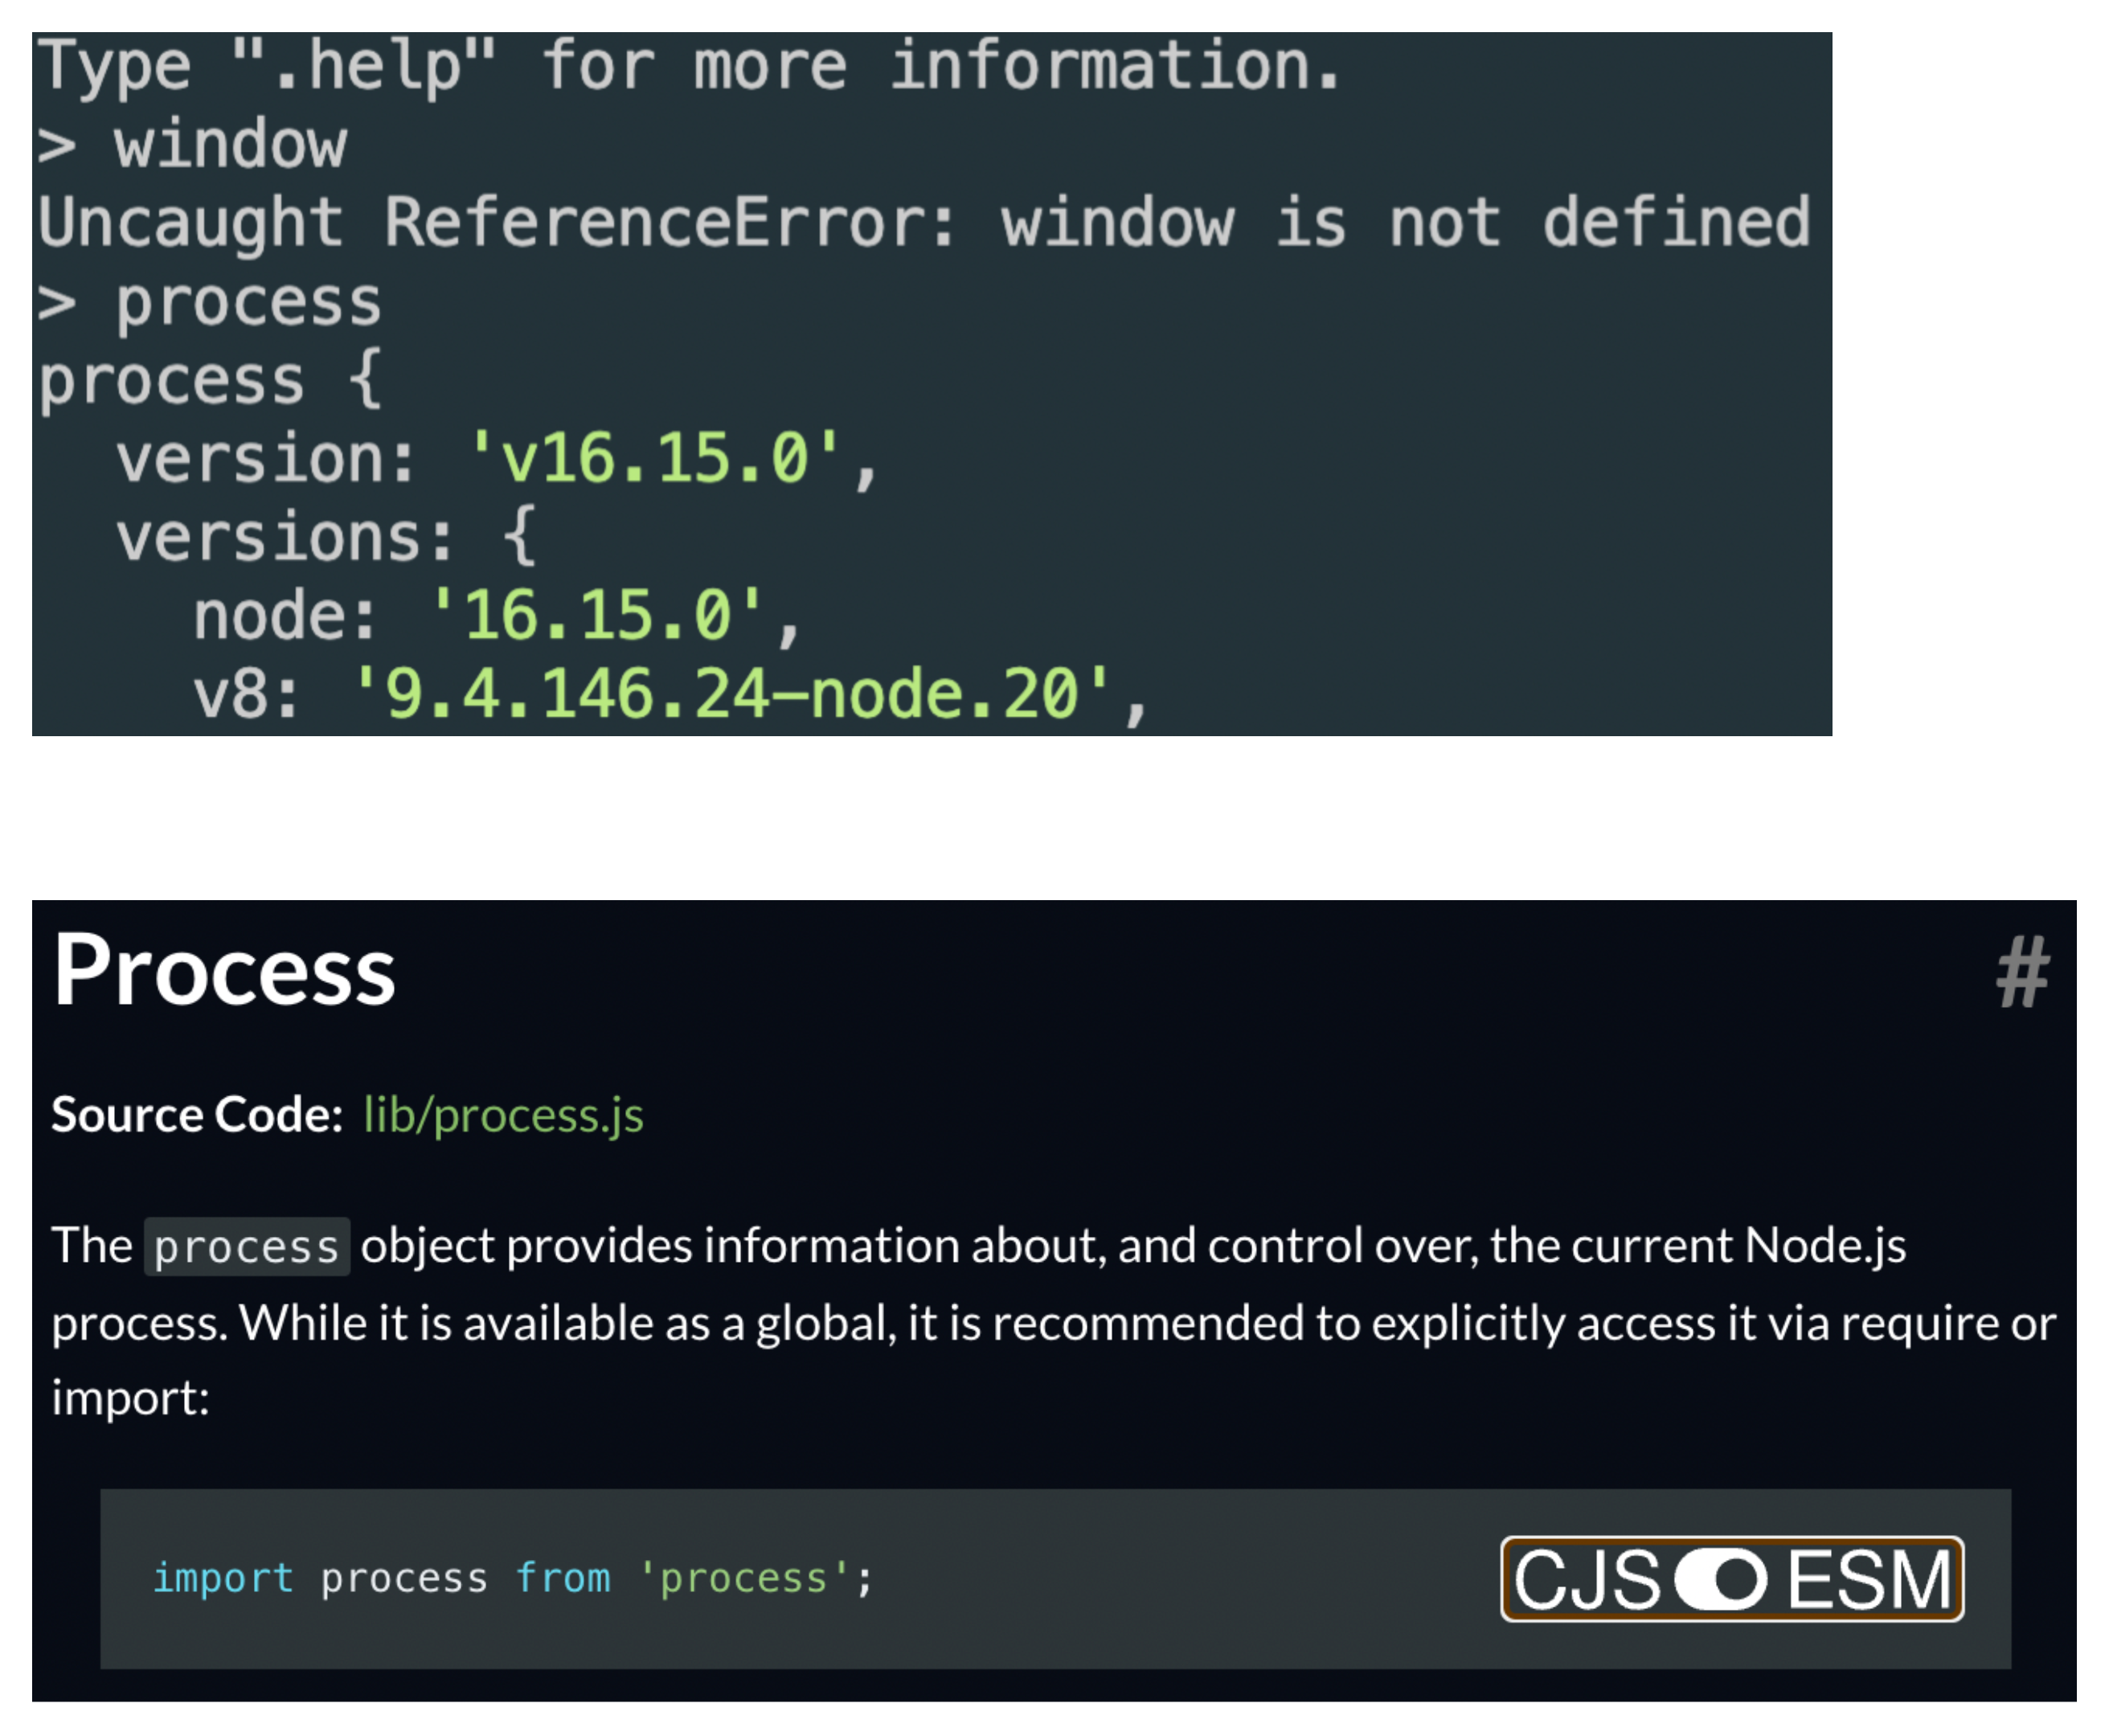 Type ".help" for more information.
> window
Uncaught ReferenceError: window is not defined
> process
process {
  version: 'v16.15.0',
  versions: {
    node: '16.15.0',
    v8: '9.4.146.24-node.20',
Process #
Source Code: lib/process.js
The process object provides information about, and control over, the current Node.js
process. While it is available as a global, it is recommended to explicitly access it via require or
import:
import process from 'process'; CJS ESM